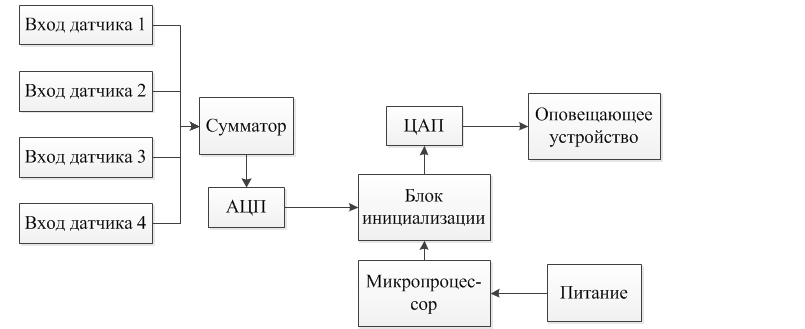 Вход датчика 1
Вход датчика 2
Вход датчика 3
Вход датчика 4
Сумматор
АЦП
ЦАП
Оповещающее
устройство
Блок
инициализации
Микропроцес-
сор
Питание